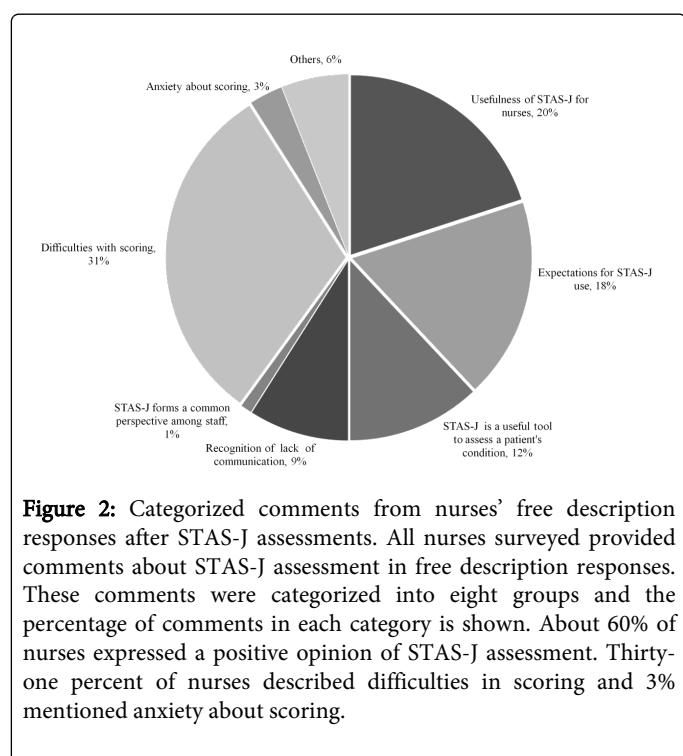 Others, 6%
Anxiety about scoring, 3%
Usefulness of STAS-J for
nurses, 20%
Difficulties with scoring,
31%
Expectations for STAS-J
use, 18%
STAS-J forms a common
perspective among staff,
1%
Recognition of lack of
communication, 9%
STAS-J is a useful tool
to assess a patient's
condition, 12%
Figure 2: Categorized comments from nurses’ free description
responses after STAS-J assessments. All nurses surveyed provided
comments about STAS-J assessment in free description responses.
These comments were categorized into eight groups and the
percentage of comments in each category is shown. About 60% of
nurses expressed a positive opinion of STAS-J assessment. Thirty-
one percent of nurses described difficulties in scoring and 3%
mentioned anxiety about scoring.